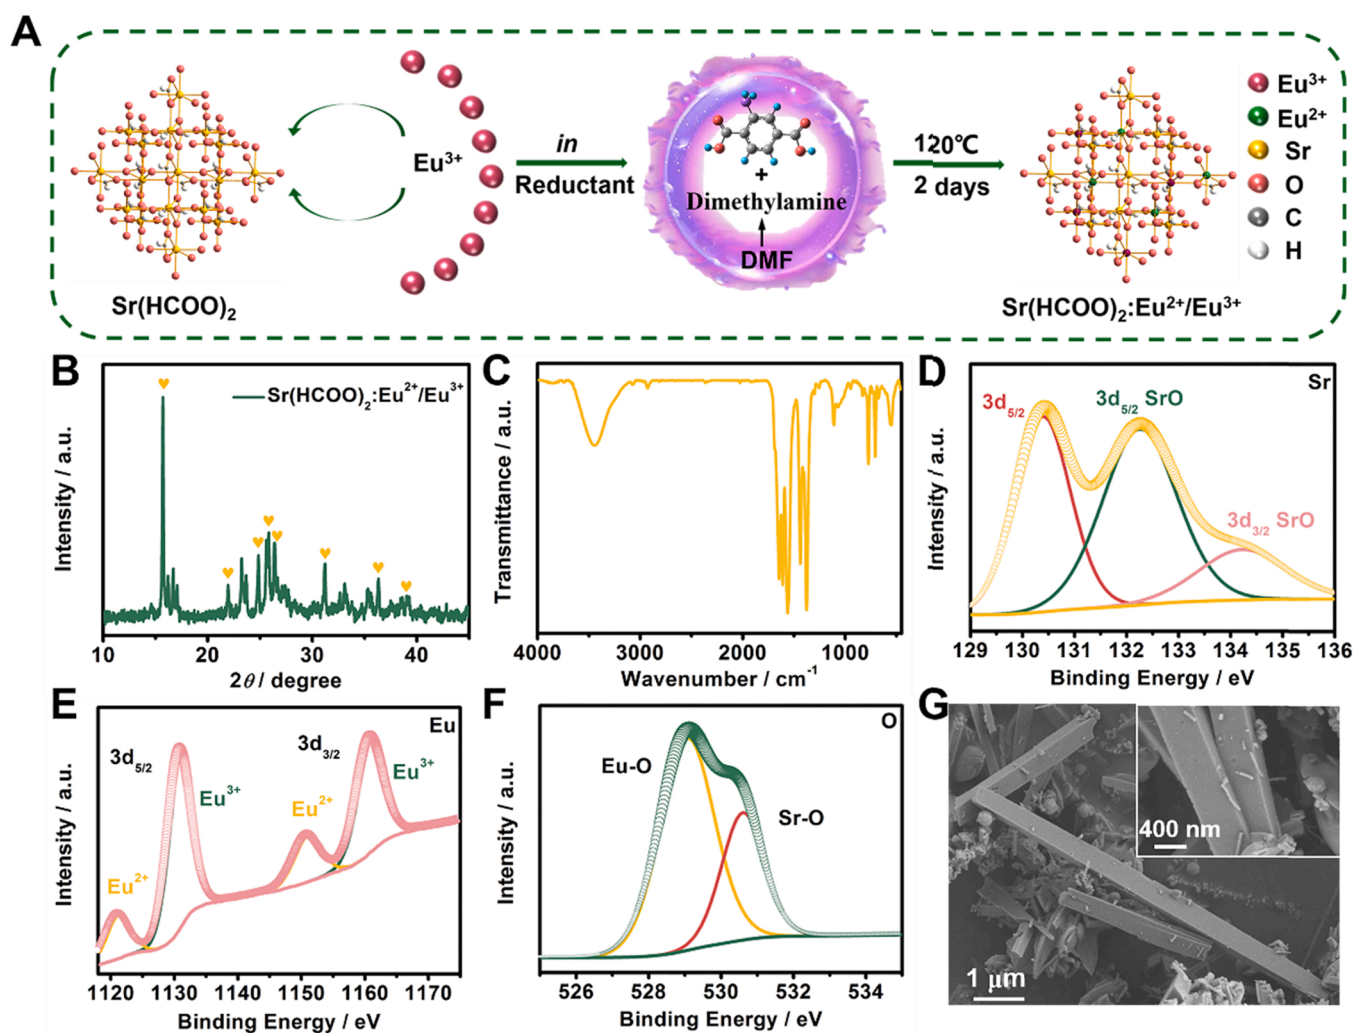 A
Sr(HCOO)2
Eu3+
in
Reductant
+
Dimethylamine
DMF
120℃
2 days
Sr(HCOO)2:Eu2+/Eu3+
Eu3+
Eu2+
Sr
O
C
H
B
Sr(HCOO)2:Eu2+/Eu3+
Intensity / a.u.
10 20 30 40
2θ / degree
C
Transmittance / a.u.
4000 3000 2000 1000
Wavenumber / cm-1
D
Sr
3d5/2
3d5/2 SrO
3d3/2 SrO
Intensity / a.u.
129 130 131 132 133 134 135 136
Binding Energy / eV
E
Eu
3d5/2
3d3/2
Eu3+
Eu3+
Eu2+
Eu2+
Intensity / a.u.
1120 1130 1140 1150 1160 1170
Binding Energy / eV
F
O
Eu-O
Sr-O
Intensity / a.u.
526 528 530 532 534
Binding Energy / eV
G
400 nm
1 μm